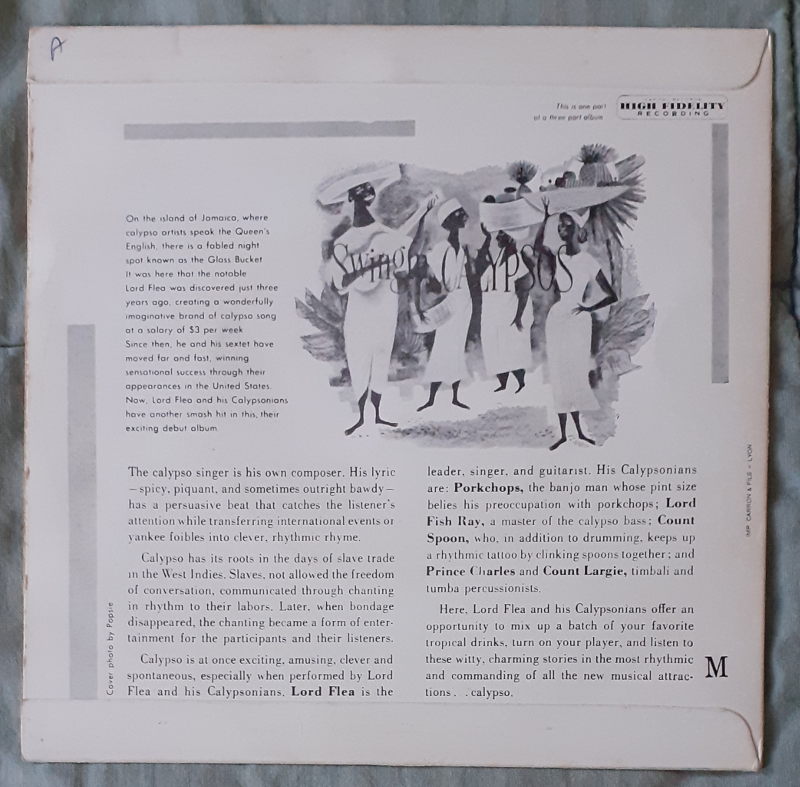 A
This is one part
of a three part album
HIGH FIDELITY
RECORDING
On the island of Jamaica, where
calypso artists speak the Queen's
English, there is a fabled night
spot known as the Glass Bucket
It was here that the notable
Lord Flea was discovered just three
years ago, creating a wonderfully
imaginative brand of calypso song
at a salary of $3 per week
Since then, he and his sextet have
moved far and fast, winning
sensational success through their
appearances in the United States.
Now, Lord Flea and his Calypsonians
have another smash hit in this, their
exciting debut album
Swingin' CALYPSOS
The calypso singer is his own composer. His lyric
—spicy, piquant, and sometimes outright bawdy—
has a persuasive beat that catches the listener's
attention while transferring international events or
yankee foibles into clever, rhythmic rhyme.
Calypso has its roots in the days of slave trade
in the West Indies. Slaves, not allowed the freedom
of conversation, communicated through chanting
in rhythm to their labors. Later, when bondage
disappeared, the chanting became a form of enter-
tainment for the participants and their listeners.
Calypso is at once exciting, amusing, clever and
spontaneous, especially when performed by Lord
Flea and his Calypsonians. Lord Flea is the
leader, singer, and guitarist. His Calypsonians
are: Porkchops, the banjo man whose pint size
belies his preoccupation with porkchops; Lord
Fish Ray, a master of the calypso bass; Count
Spoon, who, in addition to drumming, keeps up
a rhythmic tattoo by clinking spoons together; and
Prince Charles and Count Largie, timbali and
tumba percussionists.
Here, Lord Flea and his Calypsonians offer an
opportunity to mix up a batch of your favorite
tropical drinks, turn on your player, and listen to
these witty, charming stories in the most rhythmic
and commanding of all the new musical attrac-
tions . . calypso.
M
Cover photo by Popsie
IMP. CARRON & FILS - LYON